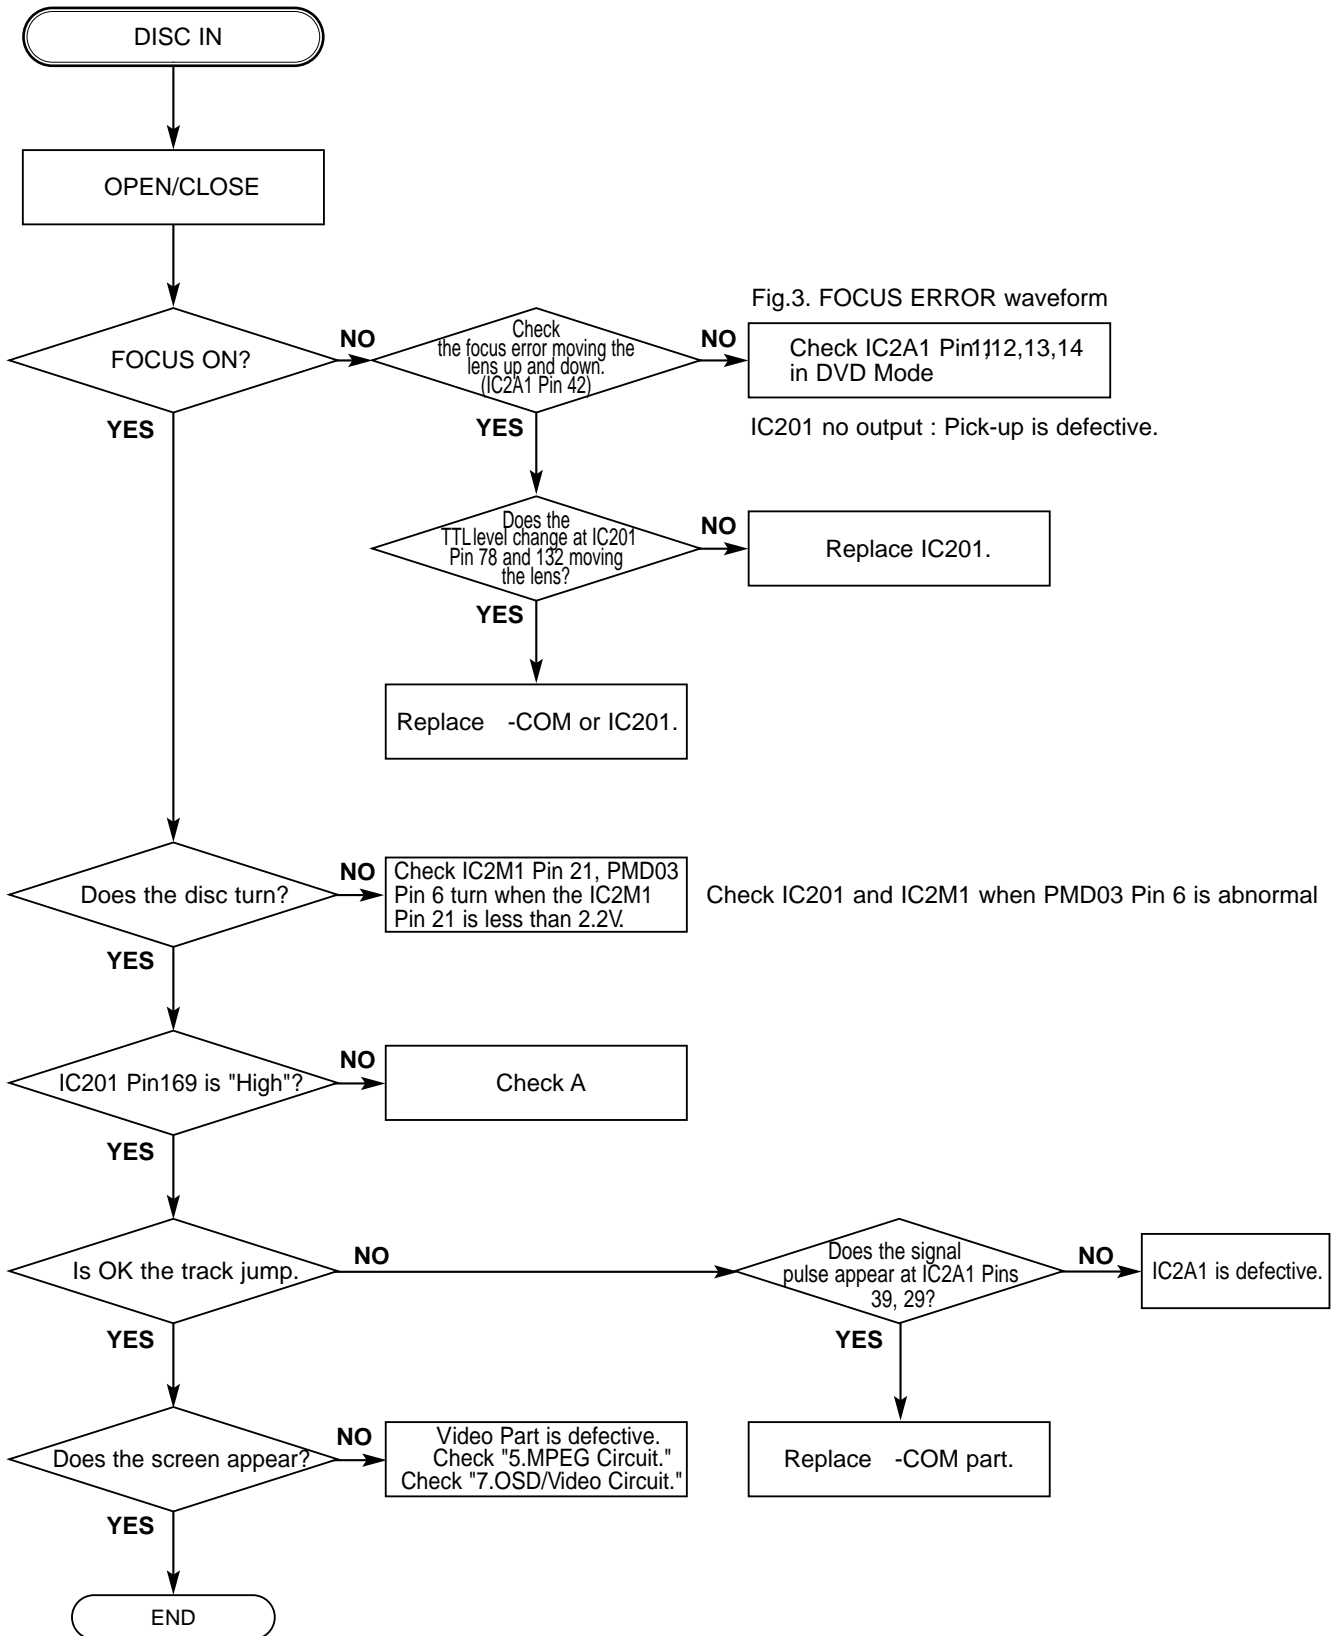 DISC IN
OPEN/CLOSE
Fig.3. FOCUS ERROR waveform
FOCUS ON?
NO
Check
the focus error moving the
lens up and down.
(IC2A1 Pin 42)
NO
Check IC2A1 Pin11,12,13,14
in DVD Mode
YES
YES
IC201 no output : Pick-up is defective.
Does the
TTL level change at IC201
Pin 78 and 132 moving
the lens?
NO
Replace IC201.
YES
Replace -COM or IC201.
Does the disc turn?
NO
Check IC2M1 Pin 21, PMD03
Pin 6 turn when the IC2M1
Pin 21 is less than 2.2V.
Check IC201 and IC2M1 when PMD03 Pin 6 is abnormal
YES
IC201 Pin169 is "High"?
NO
Check A
YES
Is OK the track jump.
NO
Does the signal
pulse appear at IC2A1 Pins
39, 29?
NO
IC2A1 is defective.
YES
YES
Does the screen appear?
NO
Video Part is defective.
Check "5.MPEG Circuit."
Check "7.OSD/Video Circuit."
Replace -COM part.
YES
END